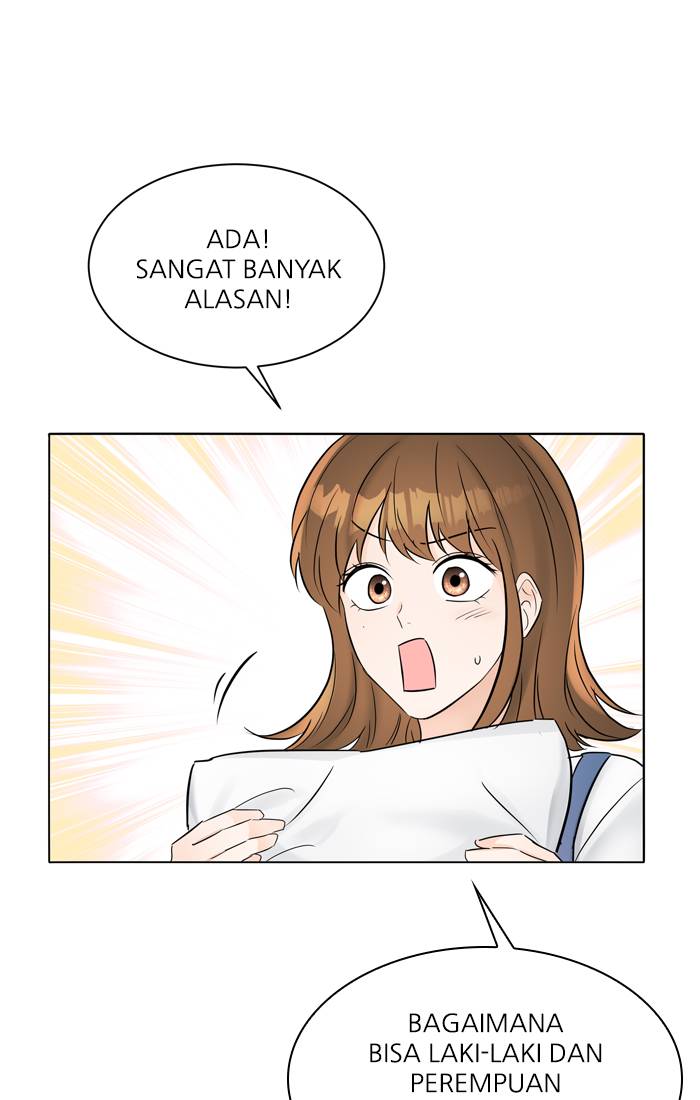 ADA!
SANGAT BANYAK
ALASAN!
BAGAIMANA
BISA LAKI-LAKI DAN
PEREMPUAN